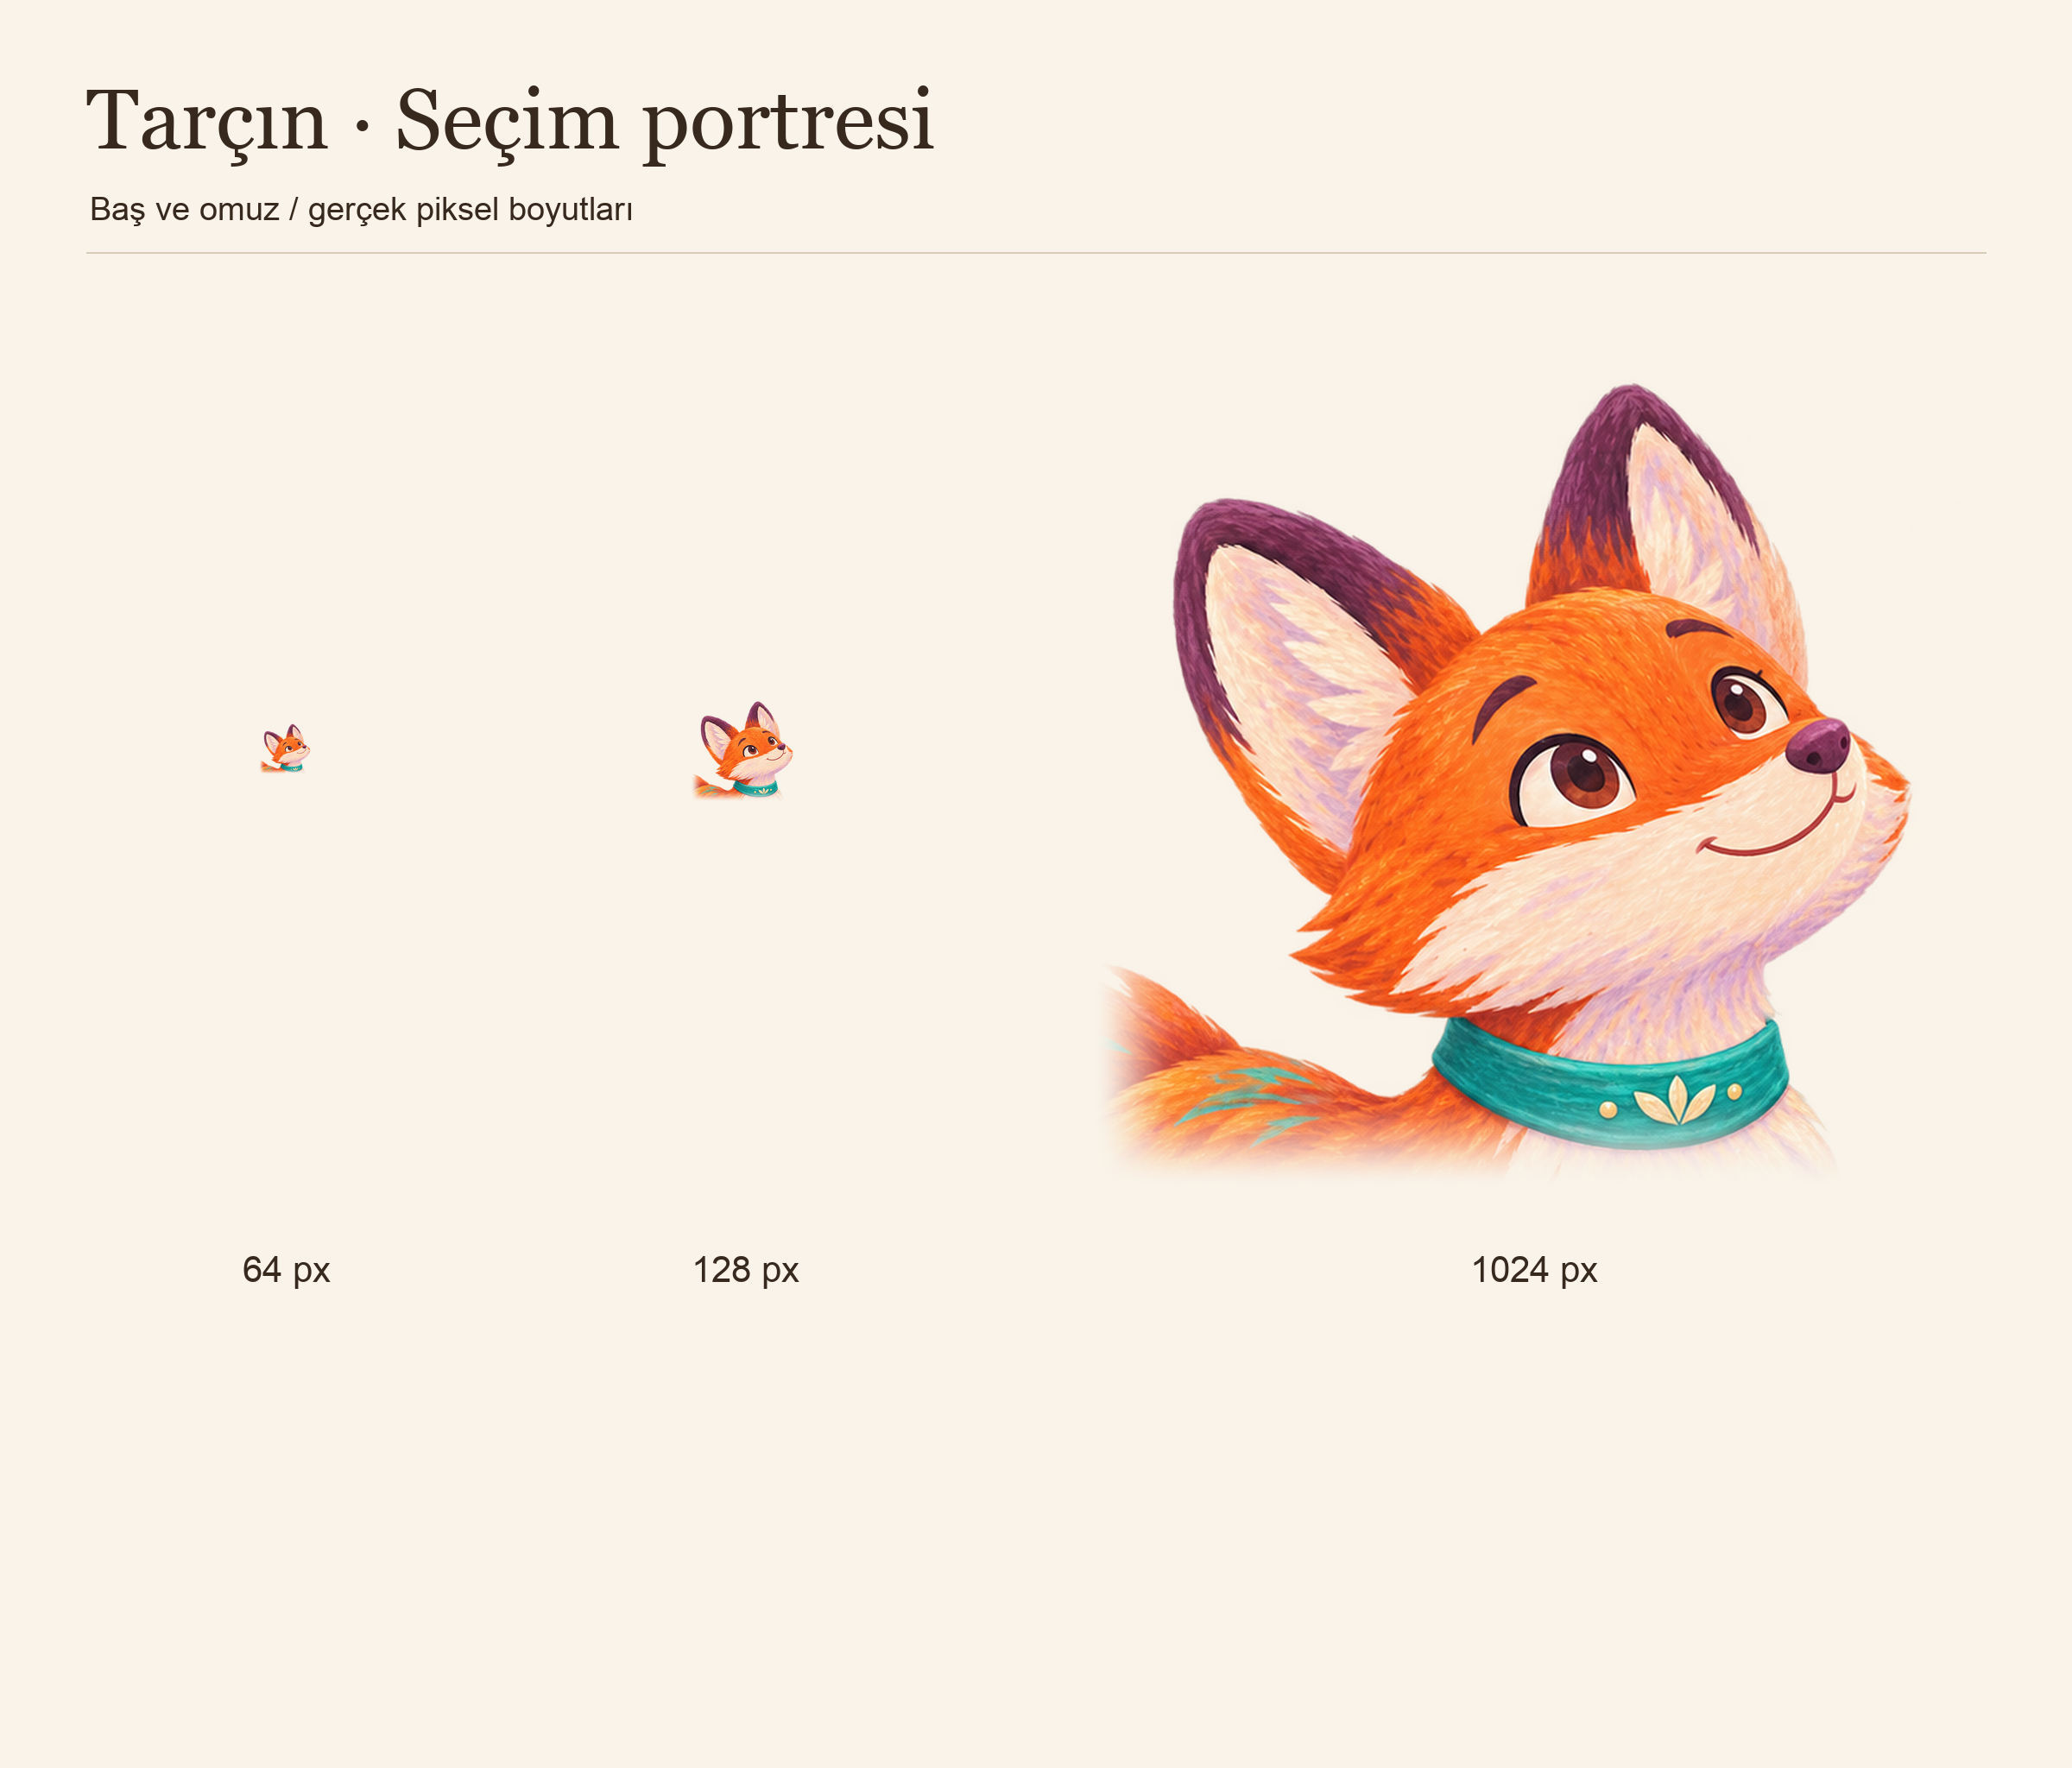 Tarçın · Seçim portresi
Baş ve omuz / gerçek piksel boyutları
64 px
128 px
1024 px